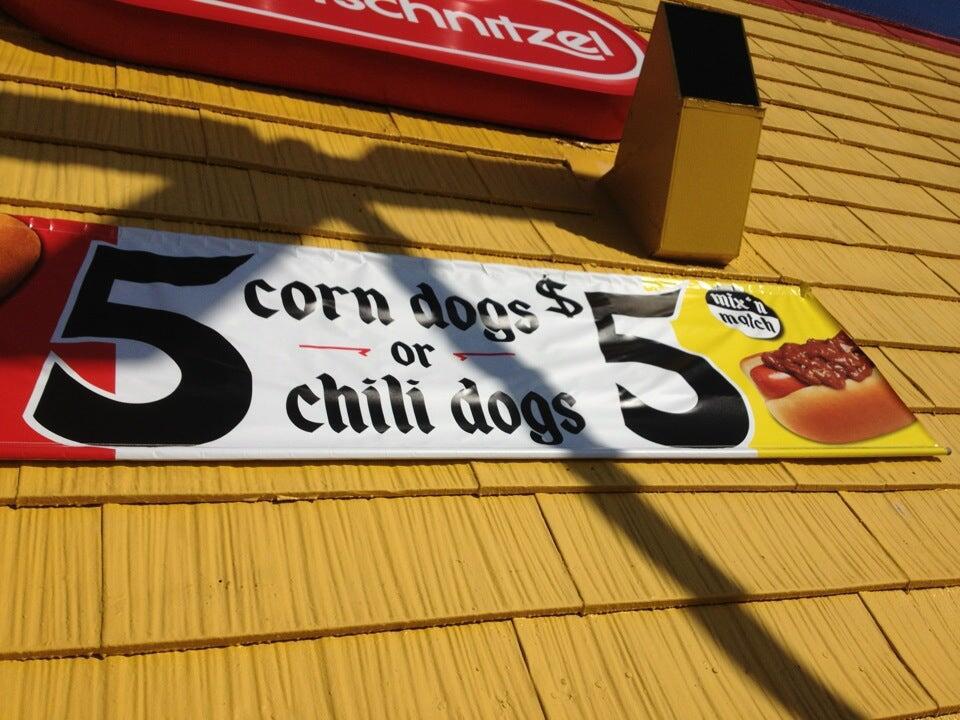 schnitzel
5 corn dogs $5
or
chili dogs
mix'n
match